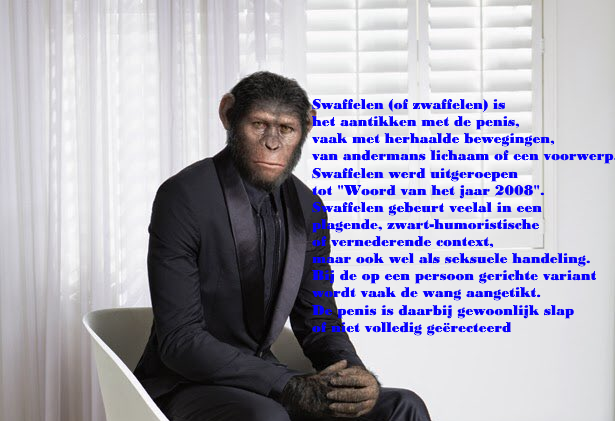 Swaffelen (of zwaffelen) is
het aantikken met de penis,
vaak met herhaalde bewegingen,
van andermans lichaam of een voorwerp.
Swaffelen werd uitgeroepen
tot "Woord van het jaar 2008".
Swaffelen gebeurt veelal in een
plagende, zwart-humoristische
of vernederende context,
maar ook wel als seksuele handeling.
Bij de op een persoon gerichte variant
wordt vaak de wang aangetikt.
De penis is daarbij gewoonlijk slap
of niet volledig geërecteerd